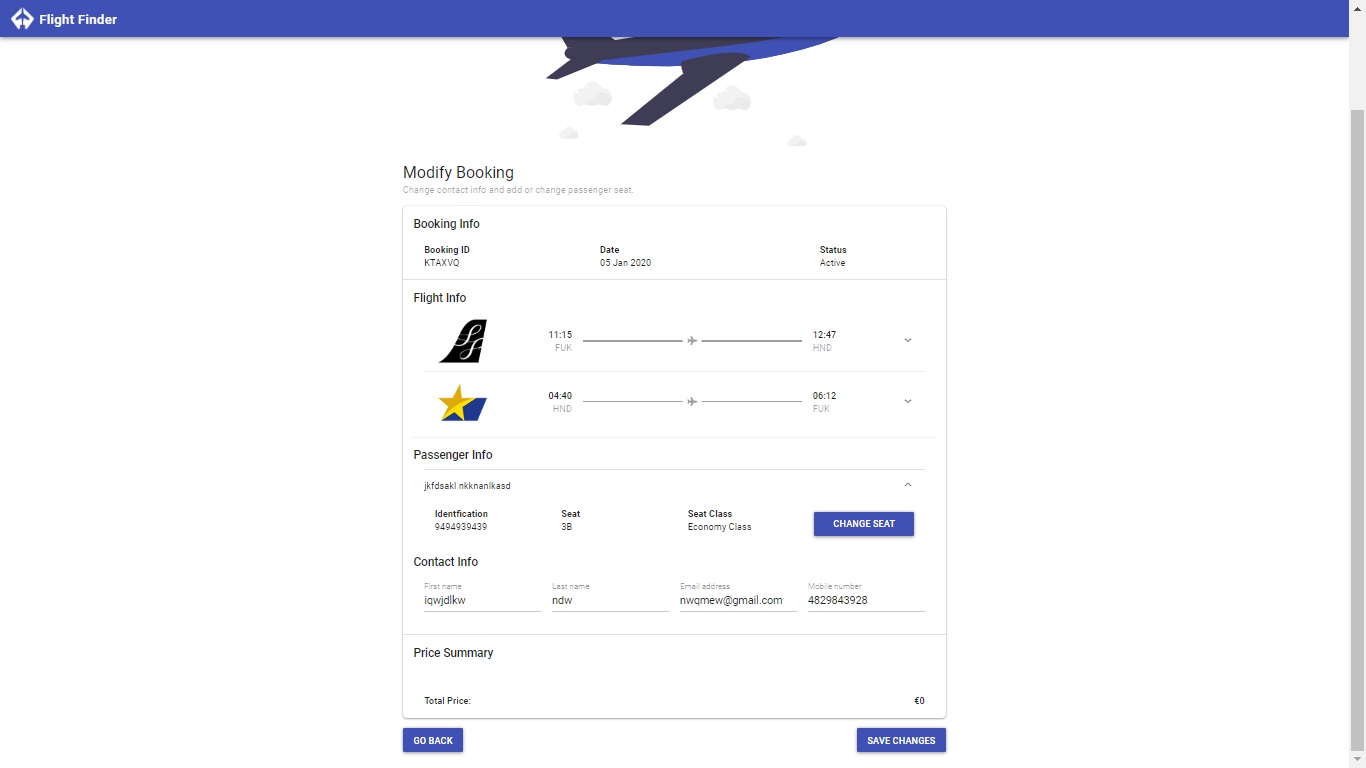 Flight Finder
Modify Booking
Change contact info and add or change passenger seat.
Booking Info
Booking ID Date Status
KTAXVQ 05 Jan 2020 Active
Flight Info
11:15 12:47
FUK HND
04:40 06:12
HND FUK
Passenger Info
jkfdsakl nkknanlkasd
Identfication Seat Seat Class
9494939439 3B Economy Class
CHANGE SEAT
Contact Info
First name Last name Email address Mobile number
iqwjdlkw ndw nwqmew@gmail.com 4829843928
Price Summary
Total Price: €0
GO BACK SAVE CHANGES